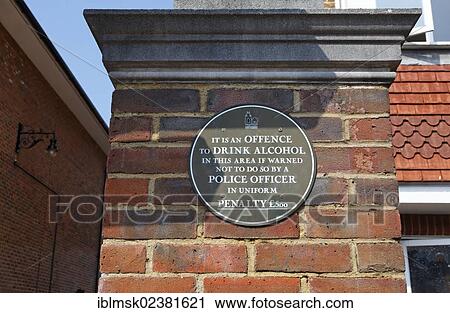 IT IS AN OFFENCE
TO DRINK ALCOHOL
IN THIS AREA IF WARNED
NOT TO DO SO BY A
POLICE OFFICER
IN UNIFORM
PENALTY £500
FOTOSEARCH
iblmsk02381621 www.fotosearch.com